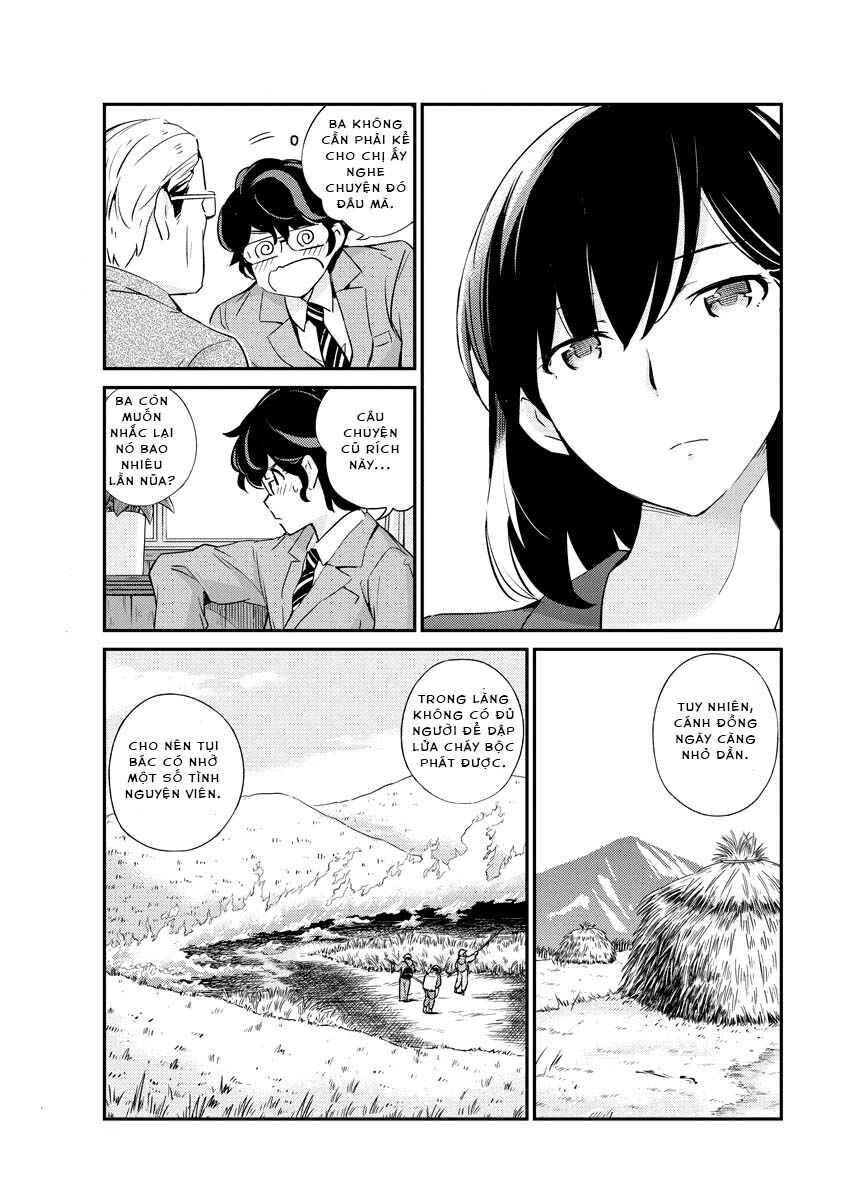 BA KHÔNG
CẦN PHẢI KỂ
CHO CHỊ ẤY
NGHE
CHUYỆN ĐÓ
ĐÂU MÃ.
CÂU
CHUYỆN
CŨ RÍCH
NÀY...
BA CÒN
MUỐN
NHẮC LẠI
NÓ BAO
NHIÊU
LẦN NŨA?
TUY NHIÊN,
CÁNH ĐỒNG
NGÀY CÀNG
NHỎ DẦN.
TRONG LÀNG
KHÔNG CÓ ĐỦ
NGƯỜI ĐỂ DẬP
LỬA CHÁY BỘC
PHÁT ĐƯỢC.
CHO NÊN TỤI
BÁC CÓ NHỜ
MỘT SỐ TÌNH
NGUYỆN VIÊN.